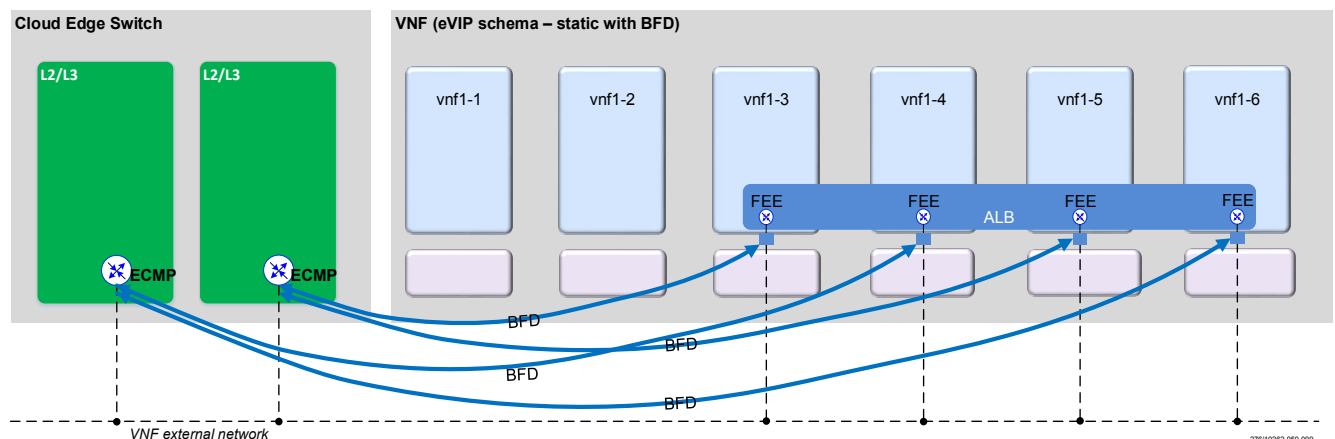 Cloud Edge Switch
VNF (eVIP schema – static with BFD)
L2/L3
L2/L3
vnf1-1
vnf1-2
vnf1-3
vnf1-4
vnf1-5
vnf1-6
FEE
FEE
FEE
FEE
ALB
ECMP
ECMP
BFD
BFD
BFD
BFD
VNF external network